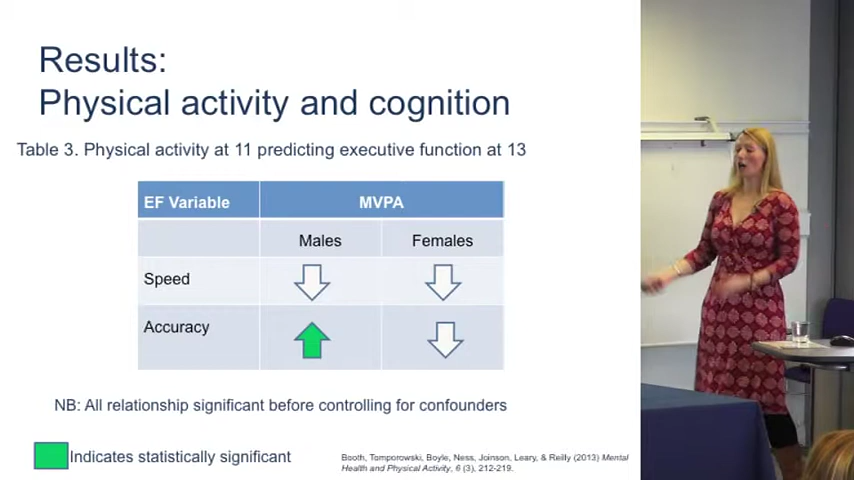 Results:
Physical activity and cognition
Table 3. Physical activity at 11 predicting executive function at 13
EF Variable MVPA
Males Females
Speed
Accuracy
NB: All relationship significant before controlling for confounders
Indicates statistically significant
Booth, Tomporowski, Boyle, Ness, Joinson, Leary, & Reilly (2013) Mental
Health and Physical Activity, 6 (3), 212-219.